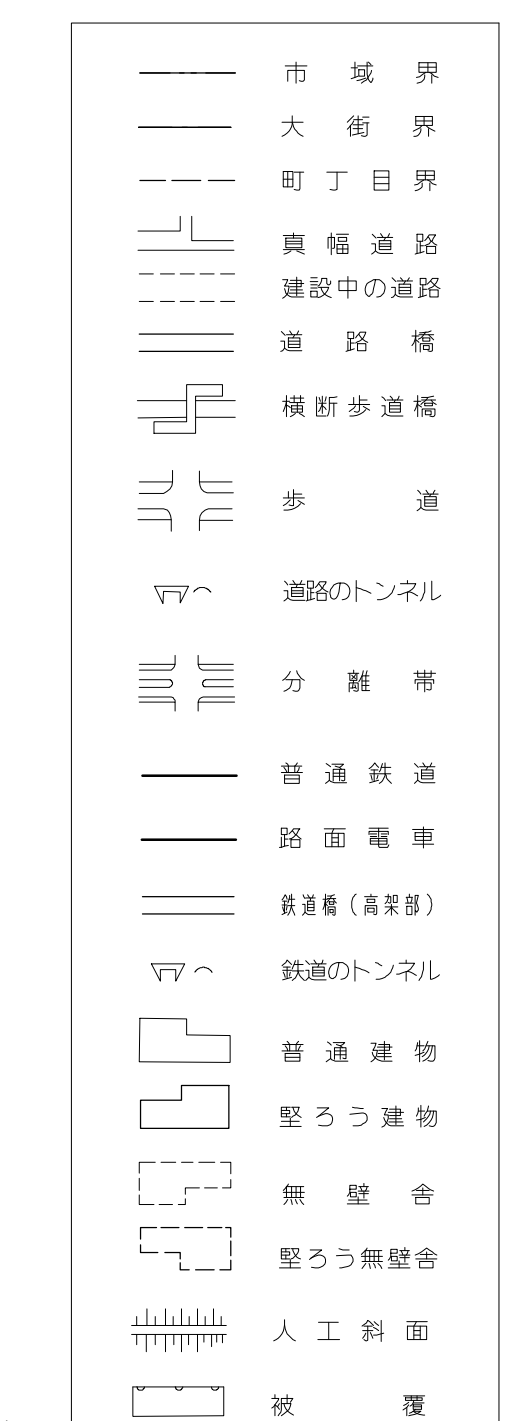 市域界
大街界
町丁目界
真幅道路
建設中の道路
道路橋
横断歩道橋
歩道
道路のトンネル
分離帯
普通鉄道
路面電車
鉄道橋(高架部)
鉄道のトンネル
普通建物
堅ろう建物
無壁舎
堅ろう無壁舎
人工斜面
被覆